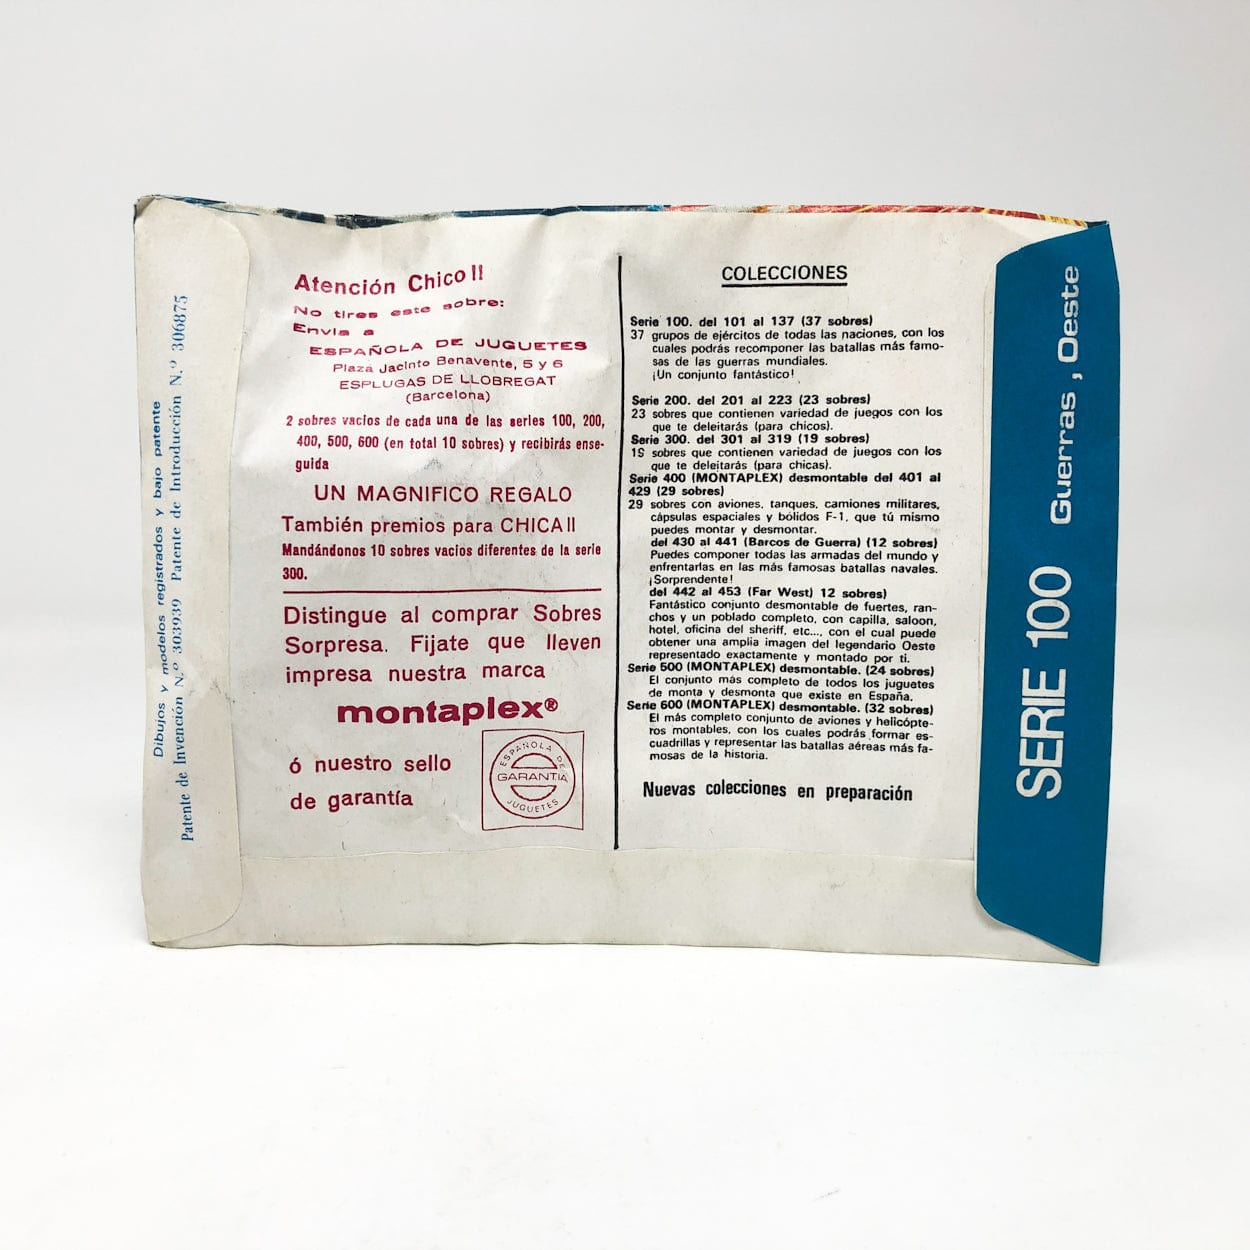 Dibujos y modelos registrados y bajo patente
Patente de Invención N.º 303939 Patente de Introducción N.º 306875
Atención Chico!!
No tires este sobre:
Envia a
ESPAÑOLA DE JUGUETES
Plaza Jacinto Benavente, 5 y 6
ESPLUGAS DE LLOBREGAT
(Barcelona)
2 sobres vacios de cada una de las series 100, 200,
400, 500, 600 (en total 10 sobres) y recibirás ense-
guida
UN MAGNIFICO REGALO
También premios para CHICA!!
Mandándonos 10 sobres vacios diferentes de la serie
300.
Distingue al comprar Sobres
Sorpresa. Fijate que lleven
impresa nuestra marca
montaplex®
ó nuestro sello
de garantía
ESPAÑOLA DE
GARANTIA
JUGUETES
COLECCIONES
Serie 100. del 101 al 137 (37 sobres)
37 grupos de ejércitos de todas las naciones, con los
cuales podrás recomponer las batallas más famo-
sas de las guerras mundiales.
¡Un conjunto fantástico!
Serie 200. del 201 al 223 (23 sobres)
23 sobres que contienen variedad de juegos con los
que te deleitarás (para chicos).
Serie 300. del 301 al 319 (19 sobres)
19 sobres que contienen variedad de juegos con los
que te deleitarás (para chicas).
Serie 400 (MONTAPLEX) desmontable del 401 al
429 (29 sobres)
29 sobres con aviones, tanques, camiones militares,
cápsulas espaciales y bólidos F-1, que tú mismo
puedes montar y desmontar.
del 430 al 441 (Barcos de Guerra) (12 sobres)
Puedes componer todas las armadas del mundo y
enfrentarlas en las más famosas batallas navales.
¡Sorprendente!
del 442 al 453 (Far West) 12 sobres)
Fantástico conjunto desmontable de fuertes, ran-
chos y un poblado completo, con capilla, saloon,
hotel, oficina del sheriff, etc..., con el cual puede
obtener una amplia imagen del legendario Oeste
representado exactamente y montado por ti.
Serie 500 (MONTAPLEX) desmontable. (24 sobres)
El conjunto más completo de todos los juguetes
de monta y desmonta que existe en España.
Serie 600 (MONTAPLEX) desmontable. (32 sobres)
El más completo conjunto de aviones y helicópte-
ros montables, con los cuales podrás formar es-
cuadrillas y representar las batallas aéreas más fa-
mosas de la historia.
Nuevas colecciones en preparación
SERIE 100 Guerras, Oeste